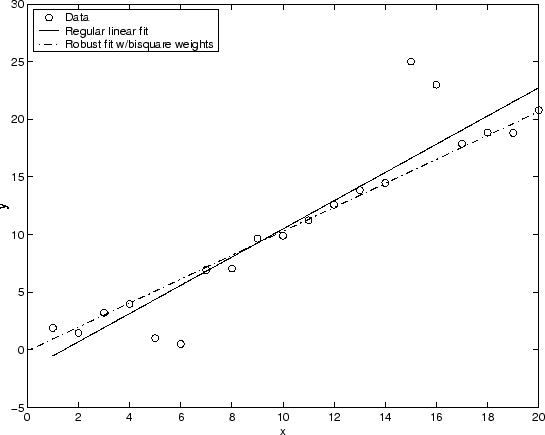 30
25
20
15
10
5
0
−5
y
Data
Regular linear fit
Robust fit w/bisquare weights
0 2 4 6 8 10 12 14 16 18 20
x